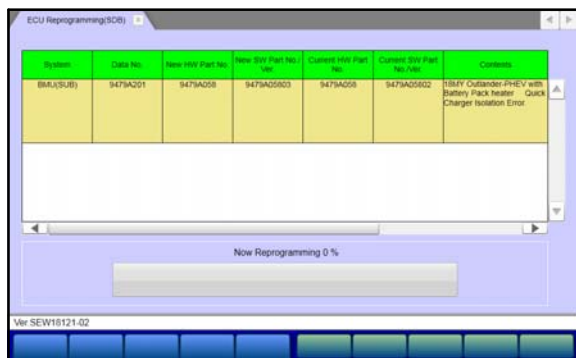 ECU Reprogramming(SDB)
System Data No. New HW Part No New SW Part No./Ver. Current HW Part No. Current SW Part No./Ver. Contents
BMU(SUB) 9479A201 9479A058 9479A05803 9479A058 9479A05802 18MY Outlander-PHEV with
Battery Pack heater Quick
Charger Isolation Error
Now Reprogramming 0 %
Ver SEW18121-02